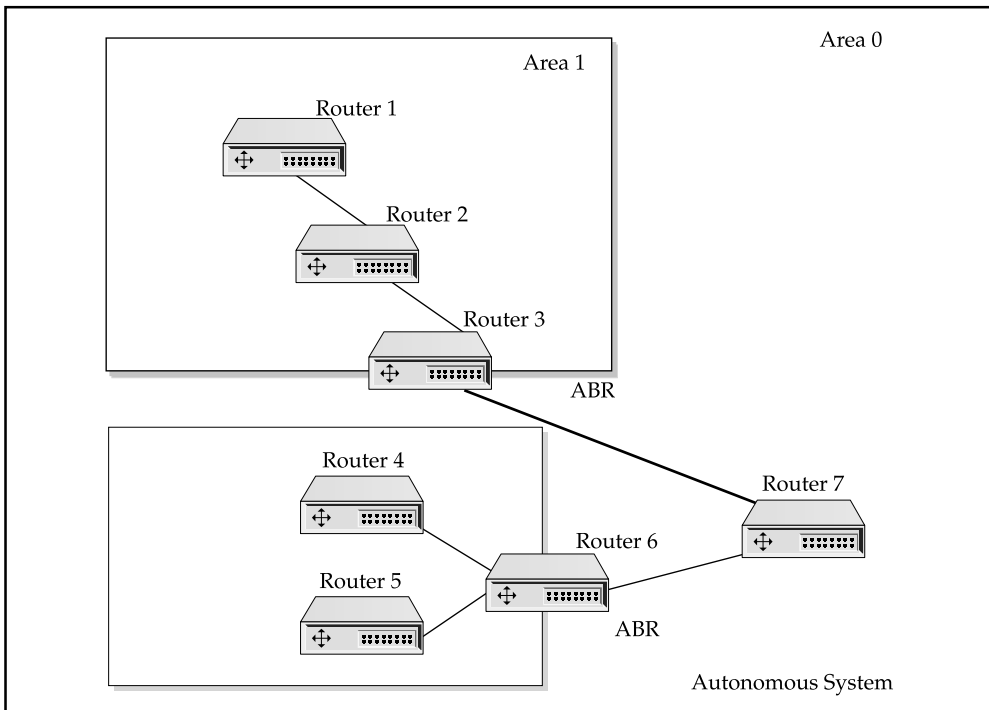 Area 0
Area 1
Router 1
Router 2
Router 3
ABR
Router 4
Router 7
Router 6
Router 5
ABR
Autonomous System